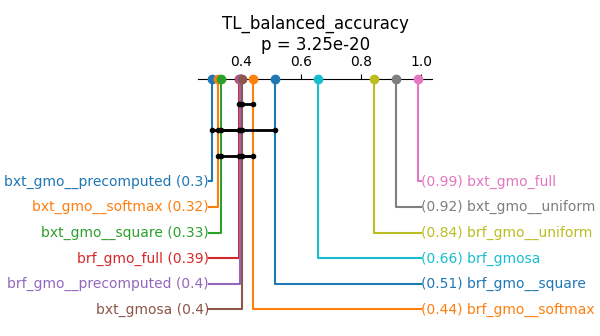 TL_balanced_accuracy
p = 3.25e-20
0.4 0.6 0.8 1.0
bxt_gmo__precomputed (0.3) (0.99) bxt_gmo_full
bxt_gmo__softmax (0.32) (0.92) bxt_gmo__uniform
bxt_gmo__square (0.33) (0.84) brf_gmo__uniform
brf_gmo_full (0.39) (0.66) brf_gmosa
brf_gmo__precomputed (0.4) (0.51) brf_gmo__square
bxt_gmosa (0.4) (0.44) brf_gmo__softmax